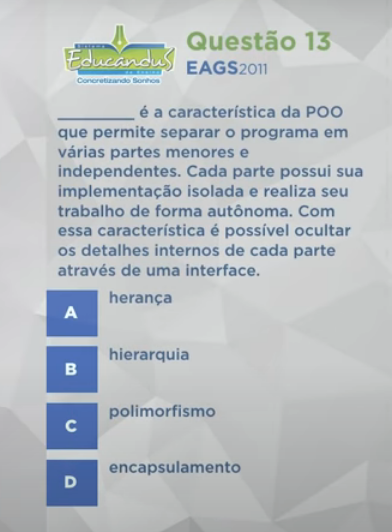 Sistema
Educandus
de Ensino
Concretizando Sonhos
Questão 13
EAGS2011
_________ é a característica da POO
que permite separar o programa em
várias partes menores e
independentes. Cada parte possui sua
implementação isolada e realiza seu
trabalho de forma autônoma. Com
essa característica é possível ocultar
os detalhes internos de cada parte
através de uma interface.
A herança
B hierarquia
C polimorfismo
D encapsulamento